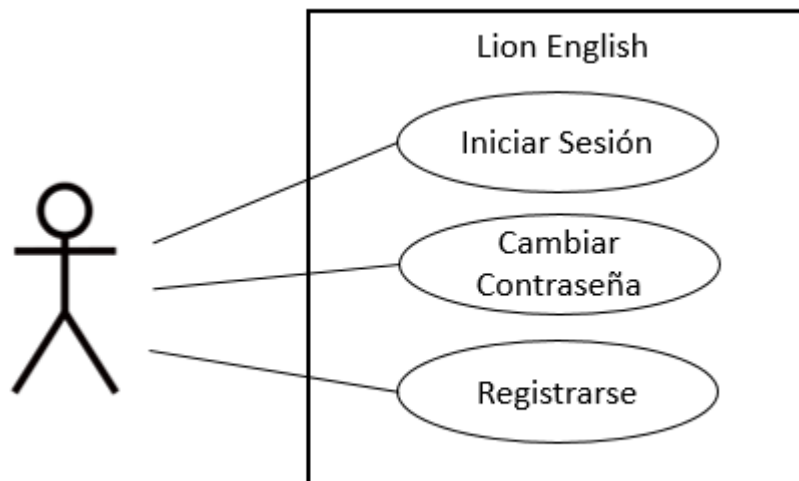 Lion English
Iniciar Sesión
Cambiar
Contraseña
Registrarse